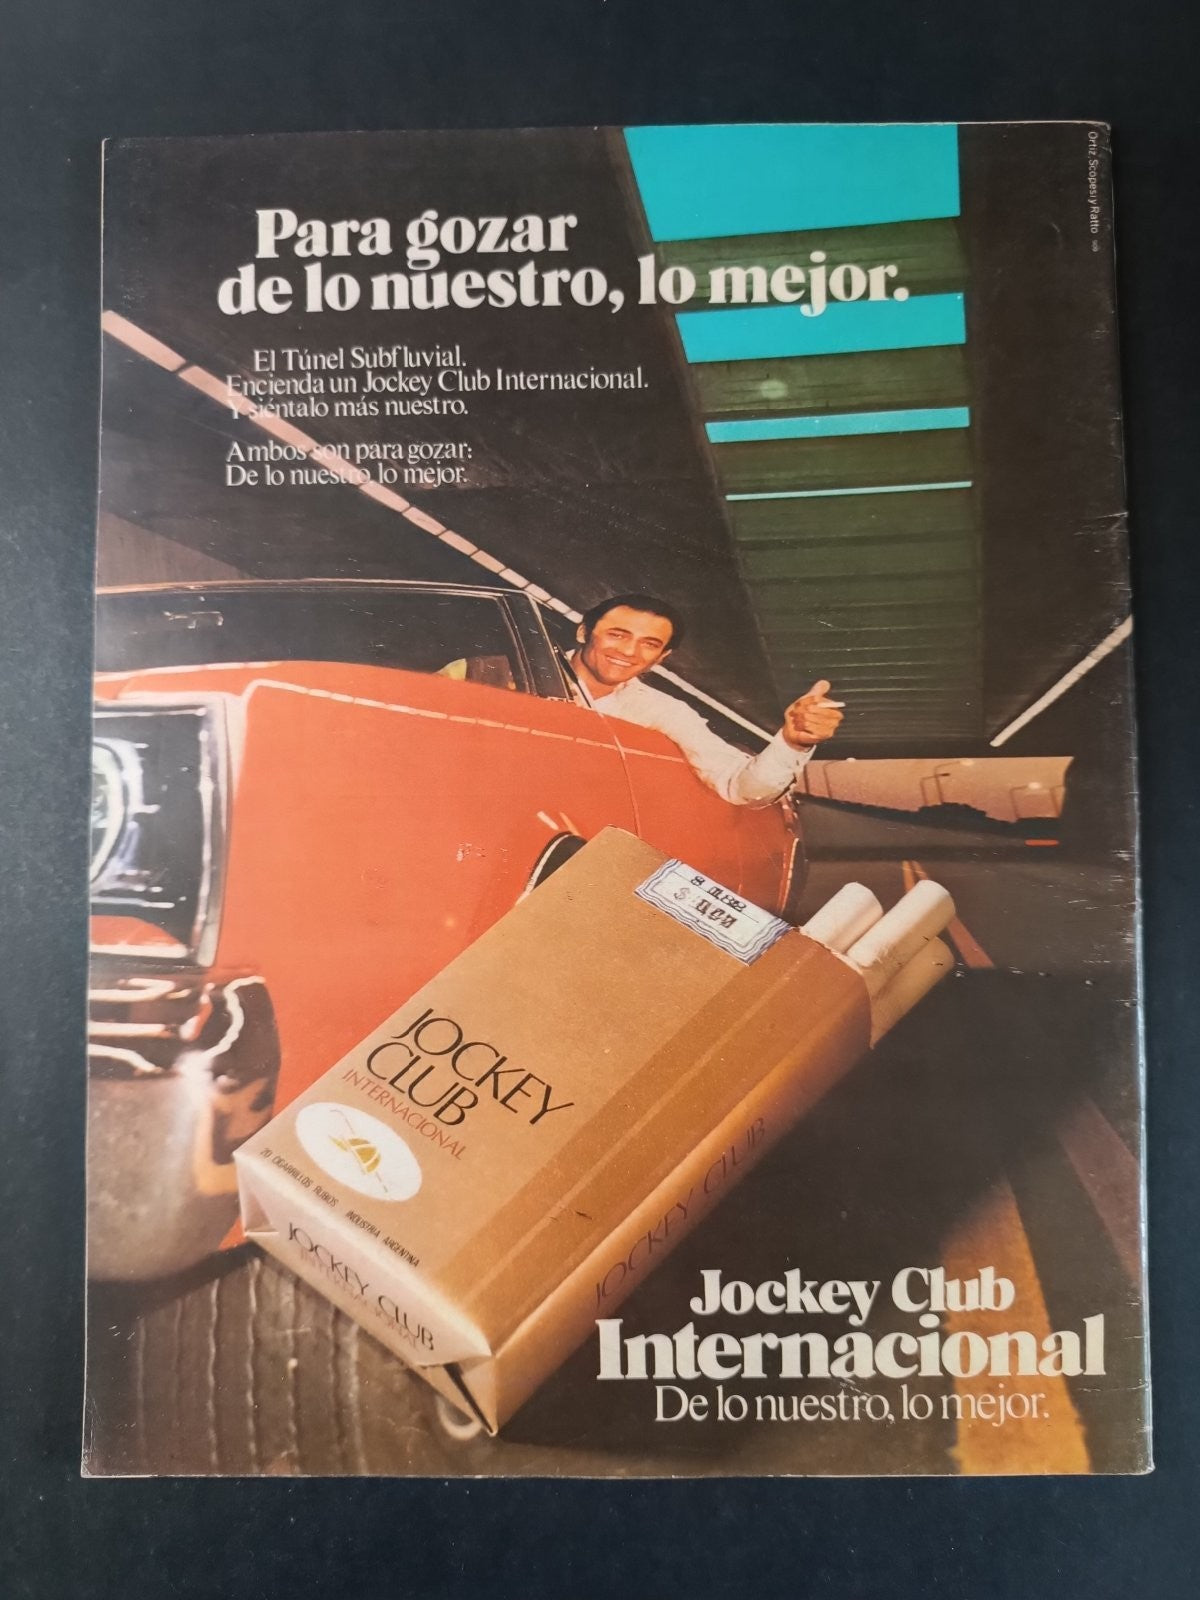 Ortiz, Scopesi y Ratto
Para gozar
de lo nuestro, lo mejor.
El Túnel Subfluvial.
Encienda un Jockey Club Internacional.
Y siéntalo más nuestro.
Ambos son para gozar:
De lo nuestro, lo mejor.
JOCKEY
CLUB
INTERNACIONAL
20 CIGARRILLOS RUBIOS INDUSTRIA ARGENTINA
JOCKEY CLUB
INTERNACIONAL
JOCKEY CLUB
Jockey Club
Internacional
De lo nuestro, lo mejor.